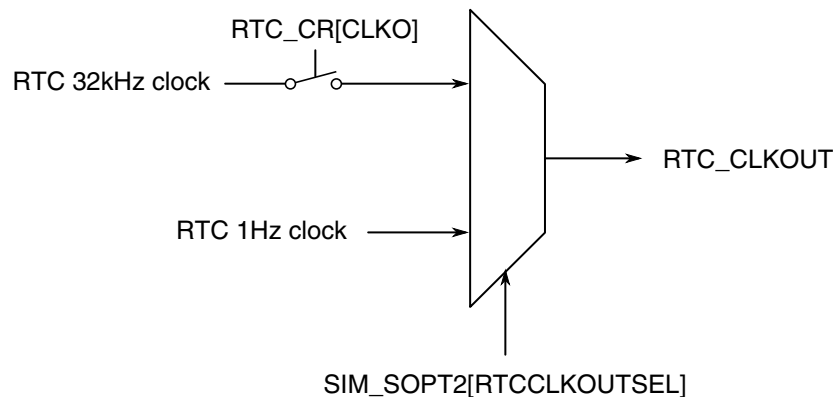 RTC_CR[CLKO]
RTC 32kHz clock
RTC_CLKOUT
RTC 1Hz clock
SIM_SOPT2[RTCCLKOUTSEL]